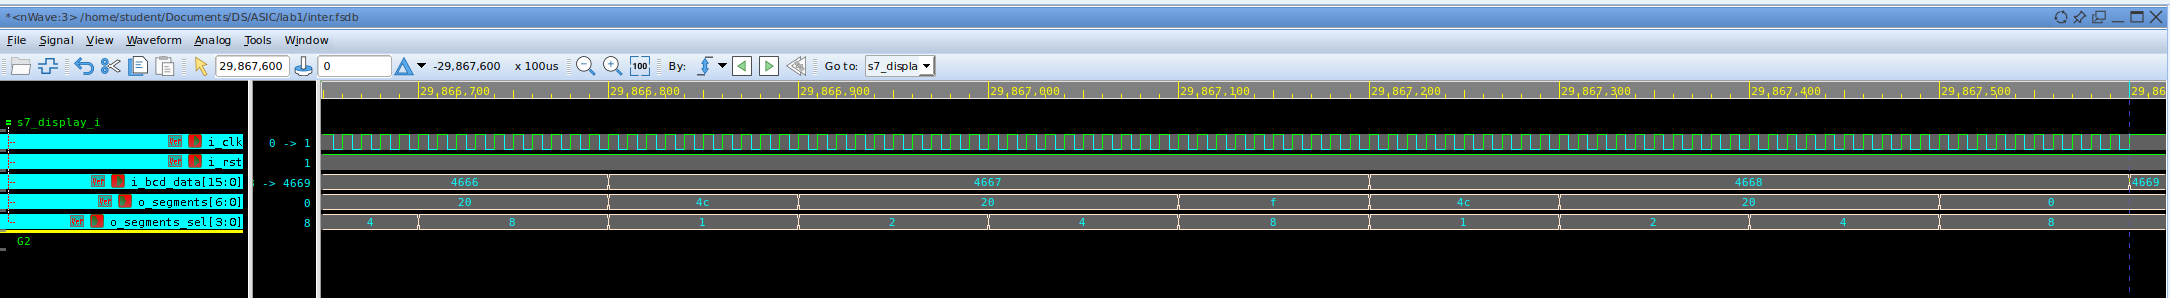 *<nWave:3> /home/student/Documents/DS/ASIC/lab1/inter.fsdb
File Signal View Waveform Analog Tools Window
29,867,600 0 -29,867,600 x 100us 100 By: Go to: s7_displa
29,866,700 29,866,800 29,866,900 29,867,000 29,867,100 29,867,200 29,867,300 29,867,400 29,867,500 29,86
s7_display_i
i_clk 0 -> 1
i_rst 1
i_bcd_data[15:0] -> 4669 4666 4667 4668 4669
o_segments[6:0] 0 20 4c 20 f 4c 20 0
o_segments_sel[3:0] 8 4 8 1 2 4 8 1 2 4 8
G2